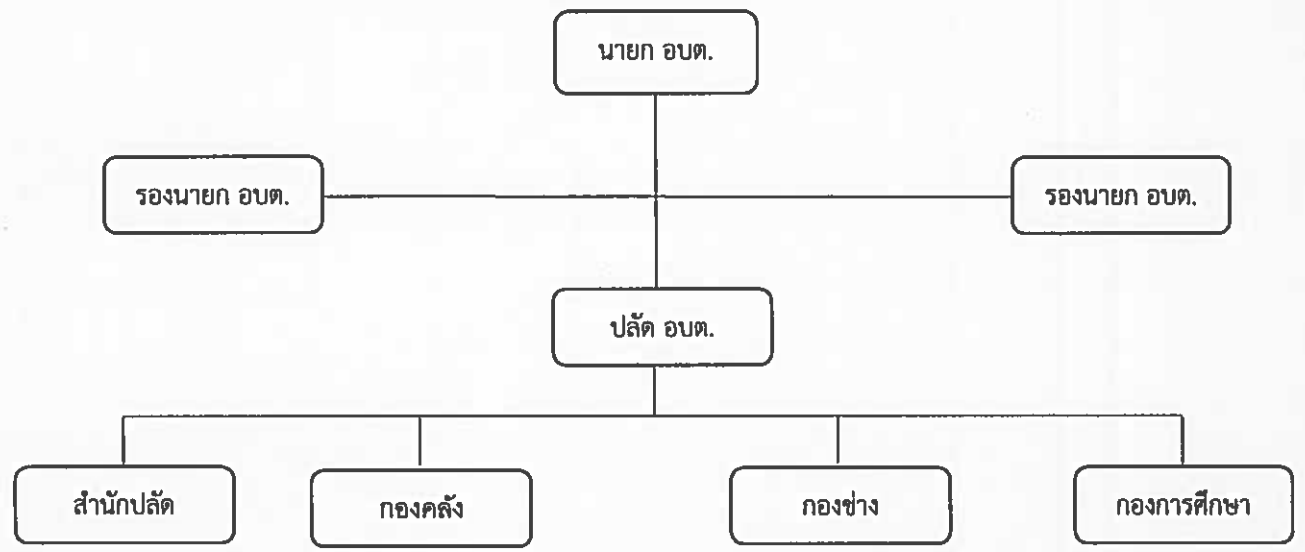 นายก อบต.
รองนายก อบต.
รองนายก อบต.
ปลัด อบต.
สำนักปลัด
กองคลัง
กองช่าง
กองการศึกษา